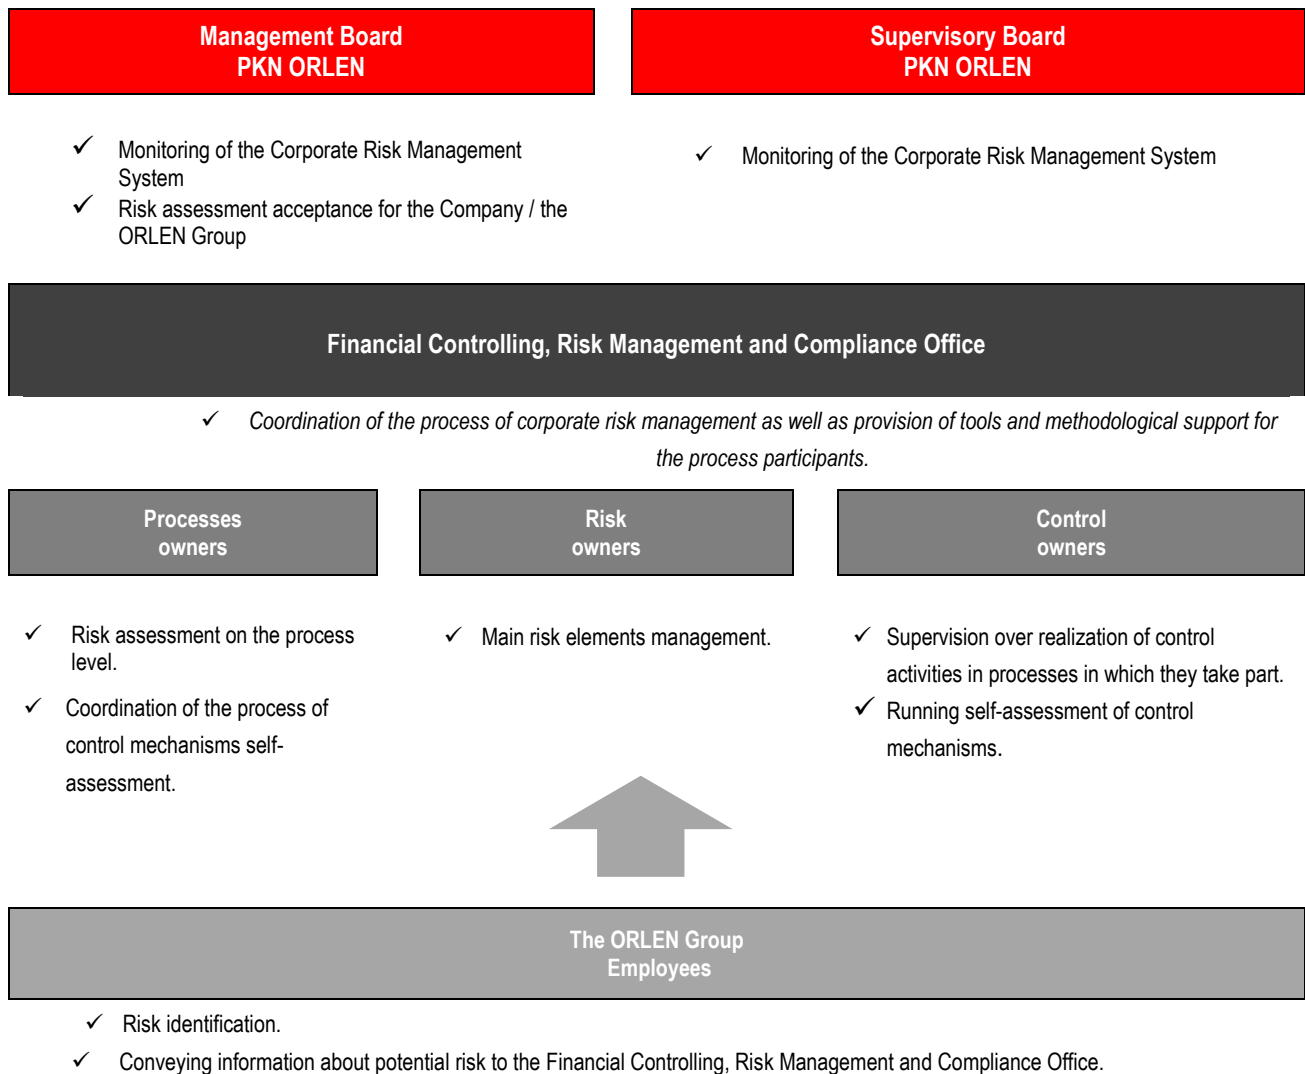 Management Board
PKN ORLEN
Supervisory Board
PKN ORLEN
✓ Monitoring of the Corporate Risk Management
System
✓ Risk assessment acceptance for the Company / the
ORLEN Group
✓ Monitoring of the Corporate Risk Management System
Financial Controlling, Risk Management and Compliance Office
✓ Coordination of the process of corporate risk management as well as provision of tools and methodological support for
the process participants.
Processes
owners
Risk
owners
Control
owners
✓ Risk assessment on the process
level.
✓ Coordination of the process of
control mechanisms self-
assessment.
✓ Main risk elements management.
✓ Supervision over realization of control
activities in processes in which they take part.
✓ Running self-assessment of control
mechanisms.
The ORLEN Group
Employees
✓ Risk identification.
✓ Conveying information about potential risk to the Financial Controlling, Risk Management and Compliance Office.